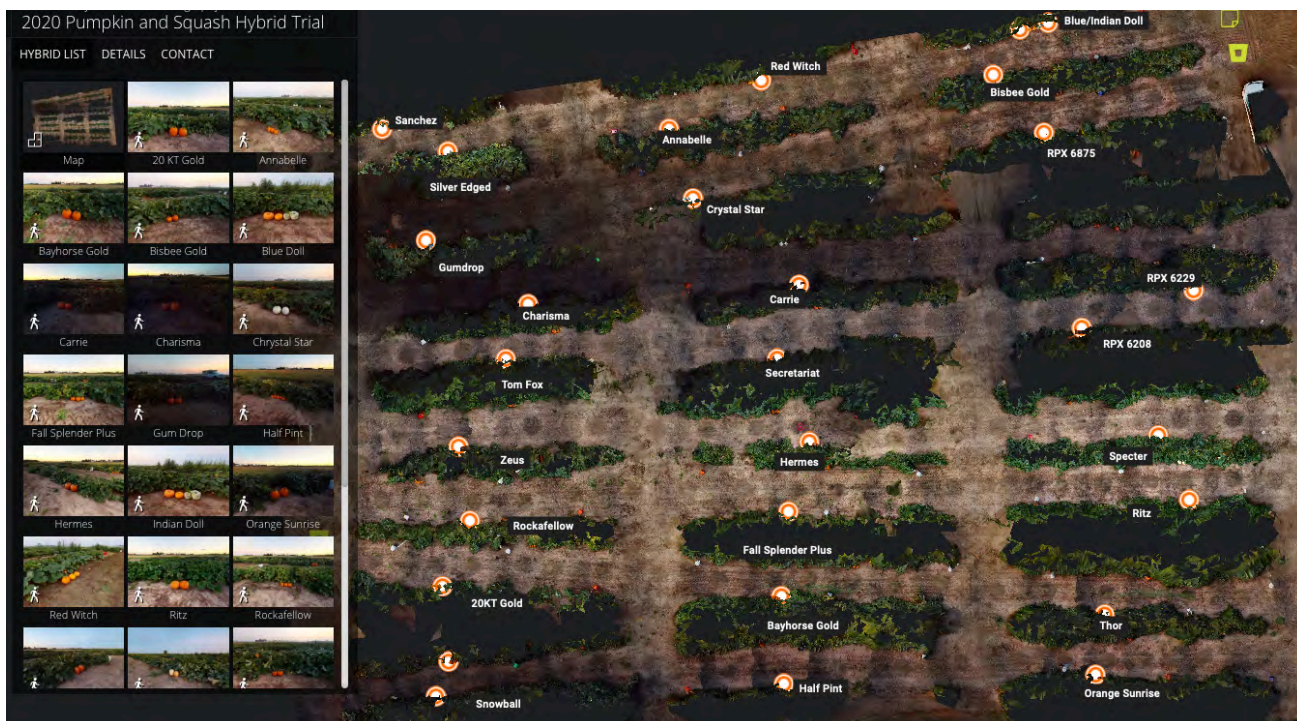 2020 Pumpkin and Squash Hybrid Trial
HYBRID LIST DETAILS CONTACT
Map 20 KT Gold Annabelle
Bayhorse Gold Bisbee Gold Blue Doll
Carrie Charisma Chrystal Star
Fall Splender Plus Gum Drop Half Pint
Hermes Indian Doll Orange Sunrise
Red Witch Ritz Rockafellow
Blue/Indian Doll
Red Witch
Bisbee Gold
Sanchez
Annabelle
RPX 6875
Silver Edged
Crystal Star
Gumdrop
RPX 6229
Carrie
Charisma
RPX 6208
Secretariat
Tom Fox
Zeus
Hermes
Specter
Ritz
Rockafellow
Fall Splender Plus
20KT Gold
Bayhorse Gold
Thor
Half Pint
Orange Sunrise
Snowball